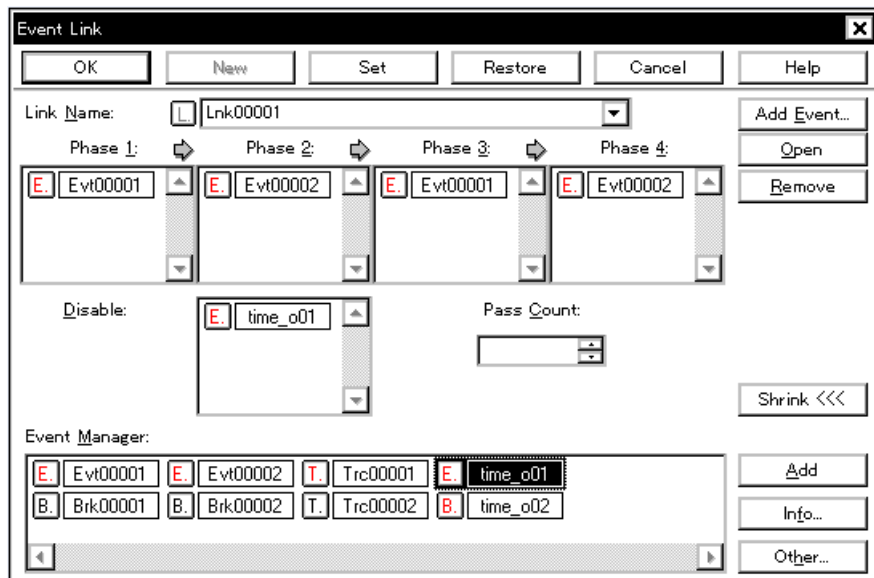 Event Link
OK New Set Restore Cancel Help
Link Name: L. Lnk00001 Add Event...
Phase 1: Phase 2: Phase 3: Phase 4: Open
E. Evt00001 E. Evt00002 E. Evt00001 E. Evt00002 Remove
Disable: E. time_o01 Pass Count:
Shrink <<<
Event Manager:
E. Evt00001 E. Evt00002 T. Trc00001 E. time_o01 Add
B. Brk00001 B. Brk00002 T. Trc00002 B. time_o02 Info...
Other...